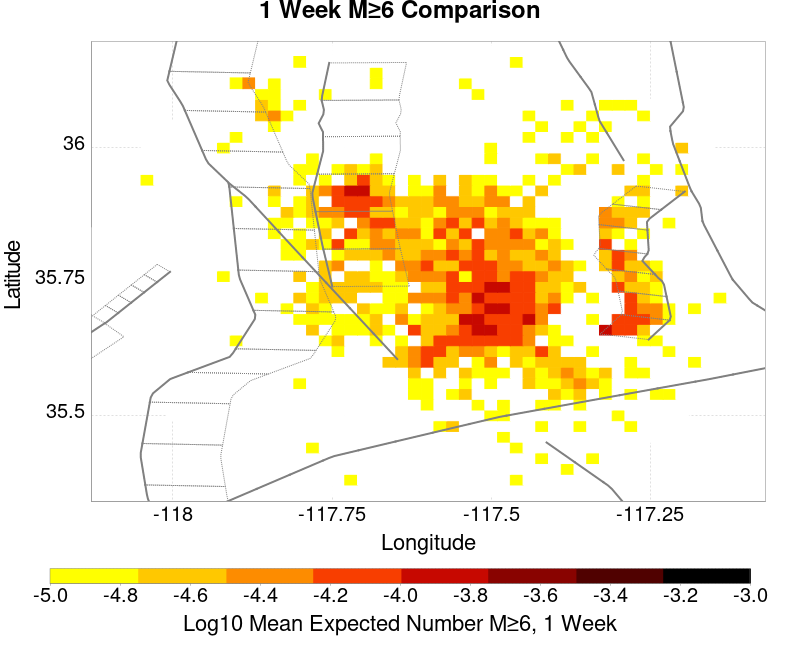 1 Week M≥6 Comparison
36
35.75
35.5
Latitude
-118 -117.75 -117.5 -117.25
Longitude
-5.0 -4.8 -4.6 -4.4 -4.2 -4.0 -3.8 -3.6 -3.4 -3.2 -3.0
Log10 Mean Expected Number M≥6, 1 Week